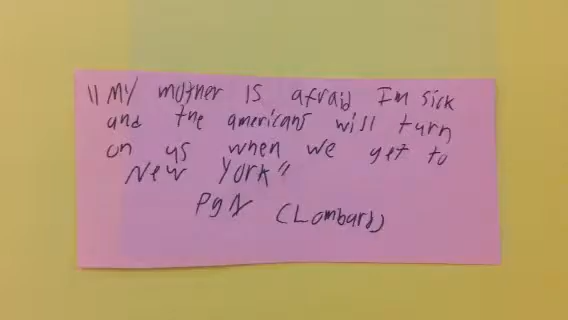 "My mother is afraid Im sick
and the americans will turn
on us when we get to
New York"
Pg N (Lombard)